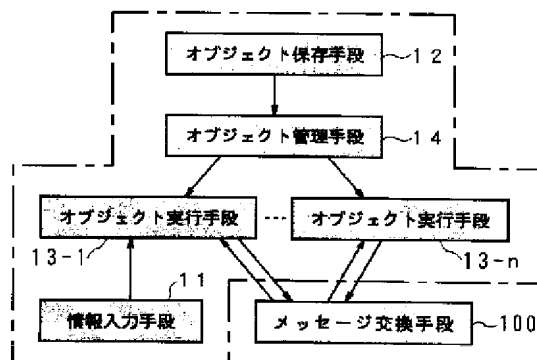 オブジェクト保存手段 12
オブジェクト管理手段 14
オブジェクト実行手段 オブジェクト実行手段
13-1 13-n
11
情報入力手段 メッセージ交換手段 100